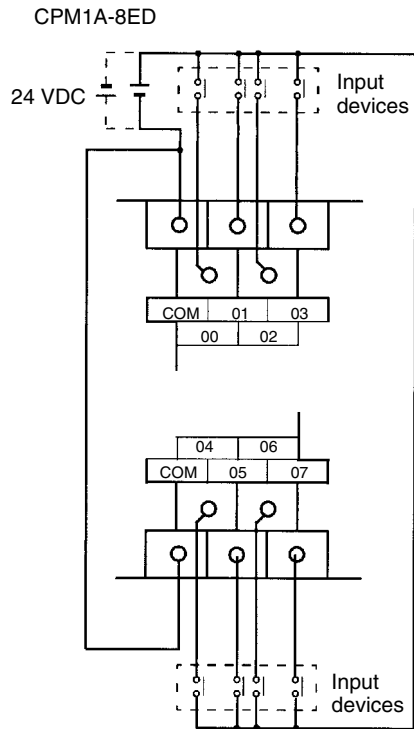 CPM1A-8ED
24 VDC
Input
devices
COM 01 03
00 02
04 06
COM 05 07
Input
devices